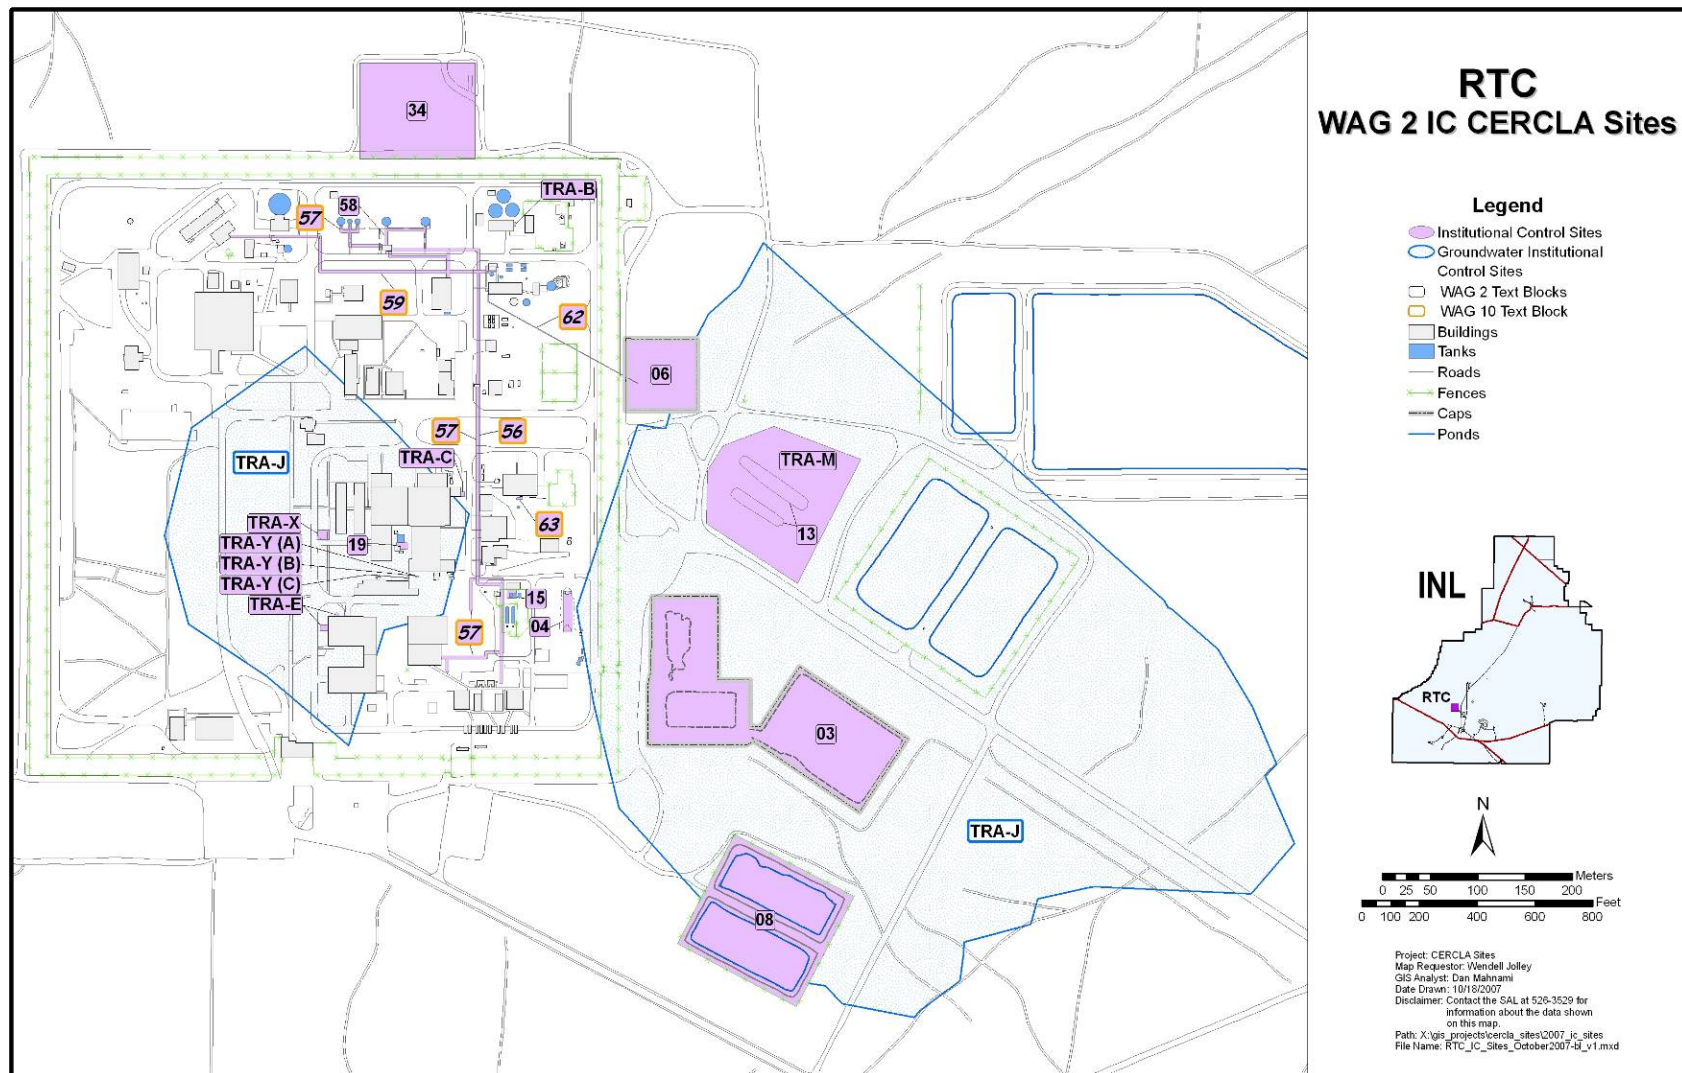 RTC
WAG 2 IC CERCLA Sites
Legend
Institutional Control Sites
Groundwater Institutional
Control Sites
WAG 2 Text Blocks
WAG 10 Text Block
Buildings
Tanks
Roads
Fences
Caps
Ponds
34
TRA-B
58
57
59
62
06
57
56
TRA-C
TRA-J
TRA-M
13
TRA-X
19
63
TRA-Y (A)
TRA-Y (B)
TRA-Y (C)
TRA-E
15
04
57
03
TRA-J
08
INL
RTC
N
Meters
0 25 50 100 150 200
Feet
0 100 200 400 600 800
Project: CERCLA Sites
Map Requestor: Wendell Jolley
GIS Analyst: Dan Mahnami
Date Drawn: 10/18/2007
Disclaimer: Contact the SAL at 526-3529 for
information about the data shown
on this map.
Path: X:\gis_projects\cercla_sites\2007_ic_sites
File Name: RTC_IC_Sites_October2007-bl_v1.mxd